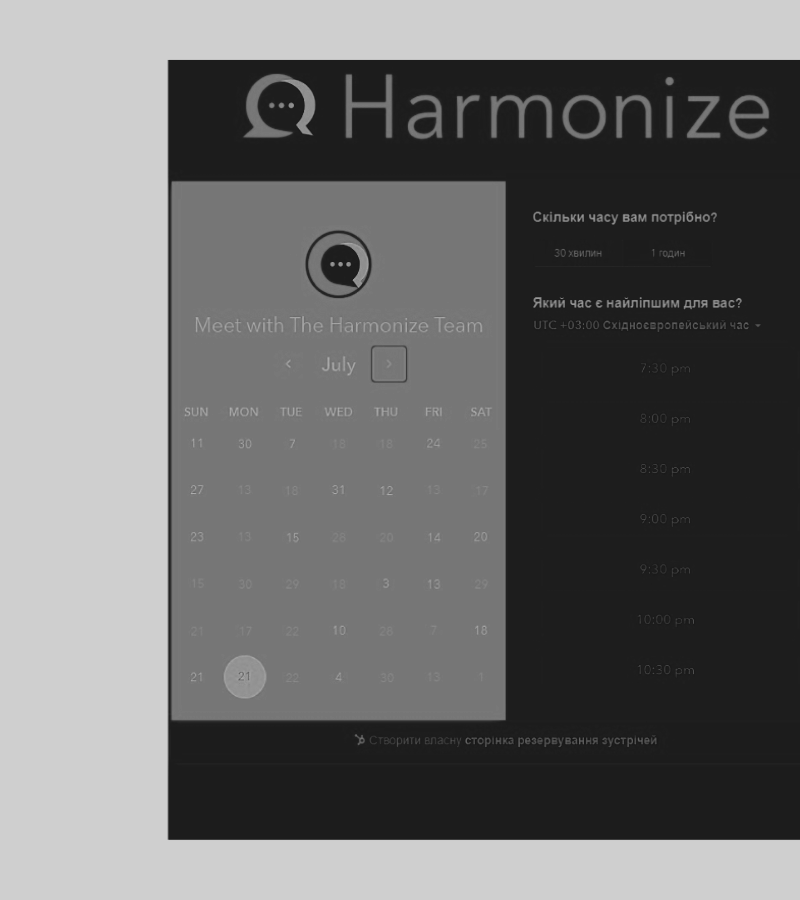 Harmonize
Meet with The Harmonize Team
July
SUN MON TUE WED THU FRI SAT
11 30 7 18 18 24 25
27 13 18 31 12 13 17
23 13 15 28 20 14 20
15 30 29 18 3 13 29
21 17 22 10 26 7 18
21 21 22 4 30 13 1
Скільки часу вам потрібно?
30 хвилин 1 годин
Який час є найліпшим для вас?
UTC +03:00 Східноєвропейський час
7:30 pm
8:00 pm
8:30 pm
9:00 pm
9:30 pm
10:00 pm
10:30 pm
Створити власну сторінка резервування зустрічей